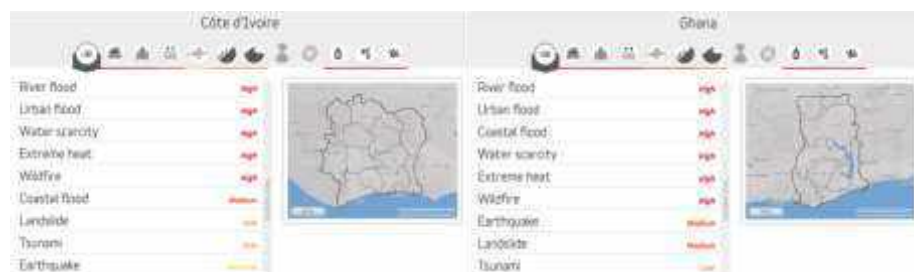 Côte d'Ivoire
River flood High
Urban flood High
Water scarcity High
Extreme heat High
Wildfire High
Coastal flood Medium
Landslide Low
Tsunami Low
Earthquake
Ghana
River flood High
Urban flood High
Coastal flood High
Water scarcity High
Extreme heat High
Wildfire High
Earthquake Medium
Landslide Medium
Tsunami Low